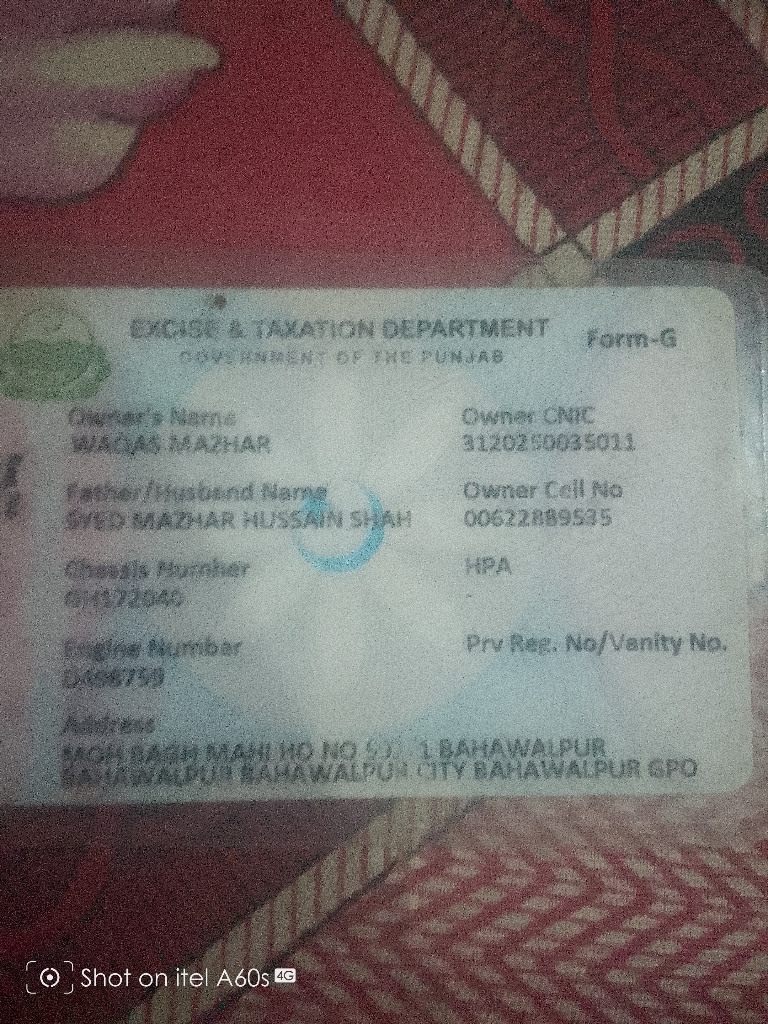 EXCISE & TAXATION DEPARTMENT
GOVERNMENT OF THE PUNJAB
Form-G
Owner's Name
WAQAS MAZHAR
Owner CNIC
3120250035011
Father/Husband Name
SYED MAZHAR HUSSAIN SHAH
Owner Cell No
00622889535
Chassis Number
GH172040
HPA
Engine Number
Prv Reg. No/Vanity No.
Address
MOH BAGH MAHI HO NO 1 BAHAWALPUR
BAHAWALPUR BAHAWALPUR CITY BAHAWALPUR GPO
Shot on itel A60s 4G